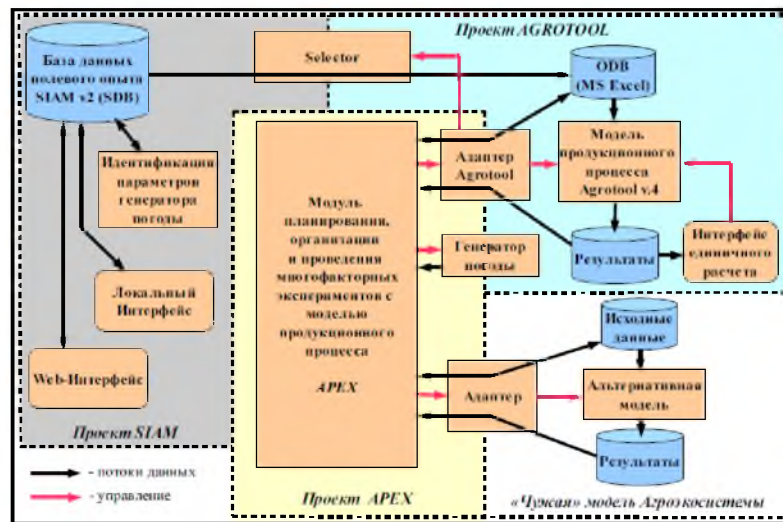 Проект AGROTOOL
База данных
полевого опыта
SIAM v2 (SDB)
Selector
ODB
(MS Excel)
Идентификация
параметров
генератора
погоды
Адаптер
Agrotool
Модель
продукционного
процесса
Agrotool v.4
Модуль
планирования,
организации
и проведения
многофакторных
экспериментов с
моделью
продукционного
процесса
APEX
Генератор
погоды
Результаты
Интерфейс
единичного
расчета
Локальный
Интерфейс
Web-Интерфейс
Проект SIAM
Исходные
данные
Адаптер
Альтернативная
модель
Результаты
- потоки данных
- управление
Проект APEX
«Чужая» модель Агроэкосистемы